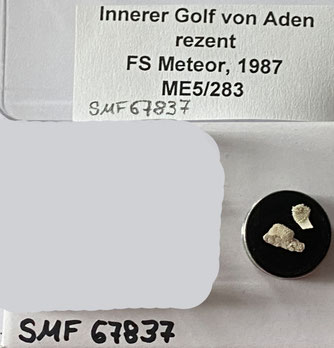 Innerer Golf von Aden
rezent
FS Meteor, 1987
ME5/283
SMF 67837
SMF 67837